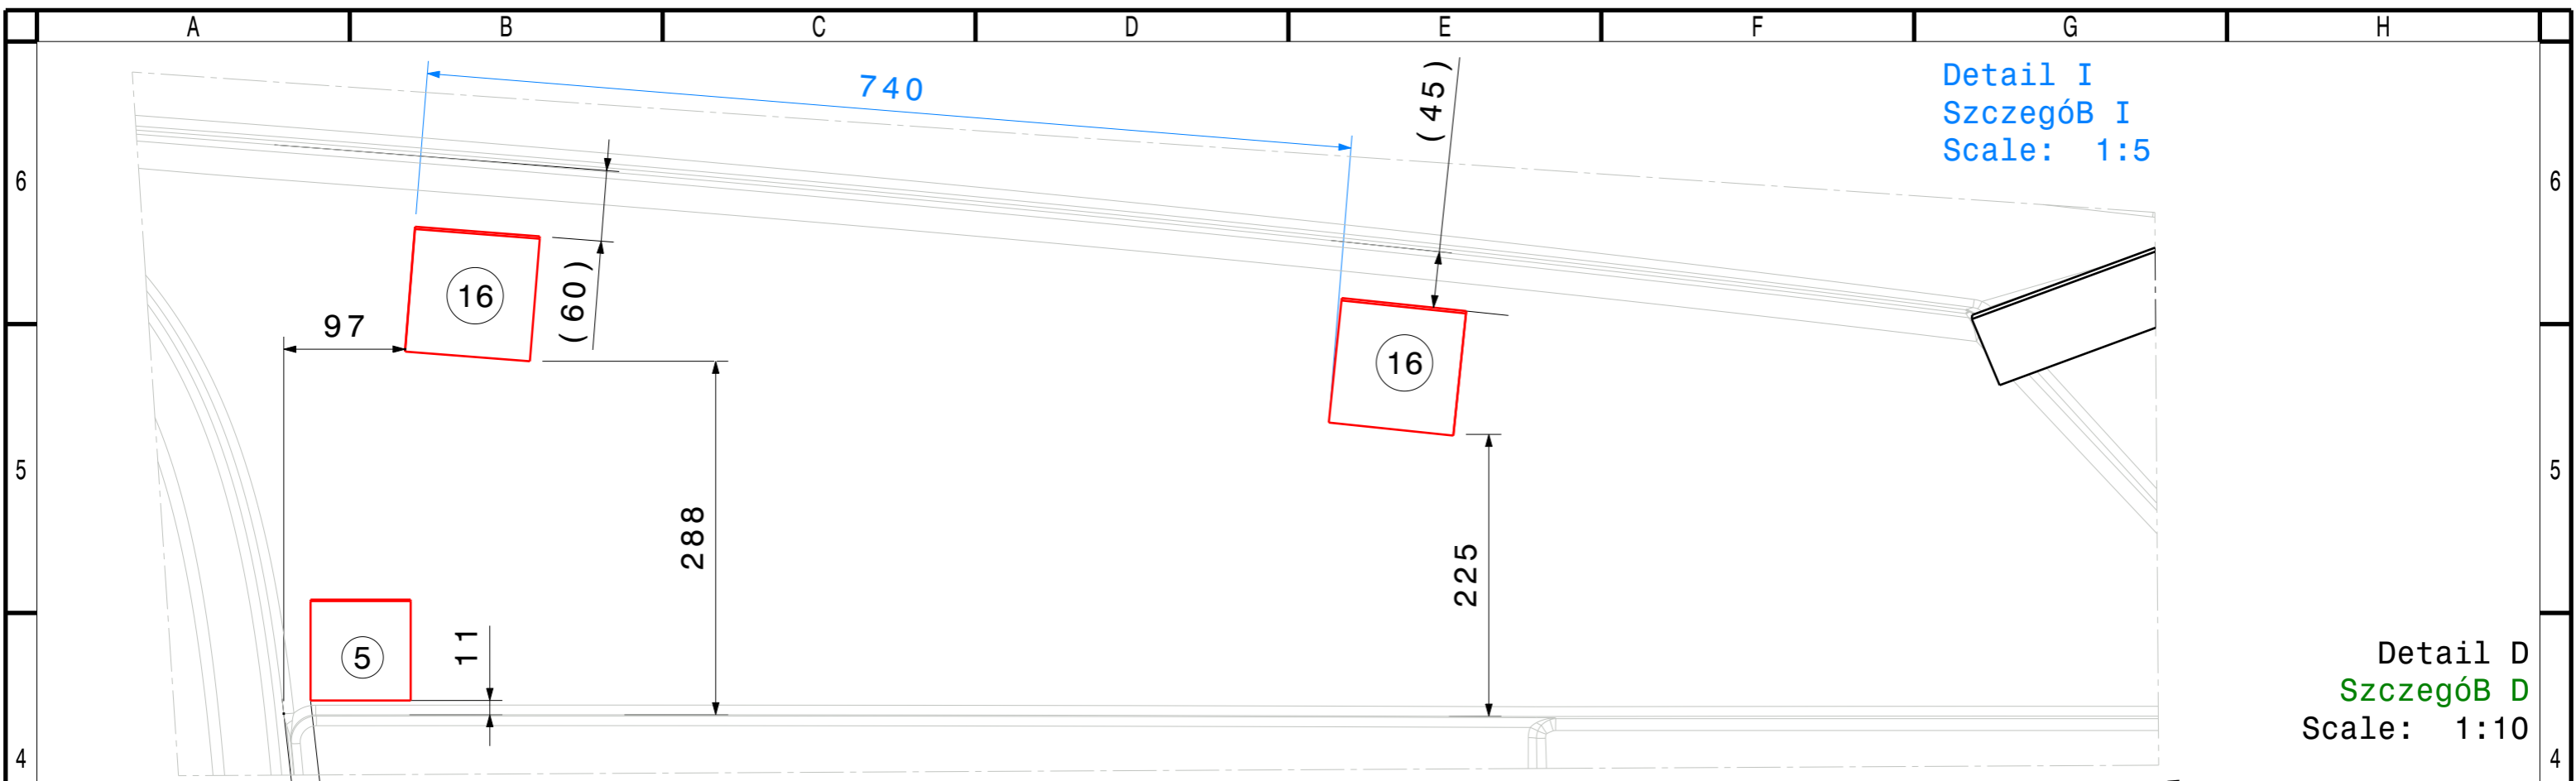 A B C D E F G H
740
(45)
Detail I
SzczegóB I
Scale: 1:5
6
6
16
(60)
97
16
288
225
5
5
5
11
Detail D
SzczegóB D
Scale: 1:10
4
4